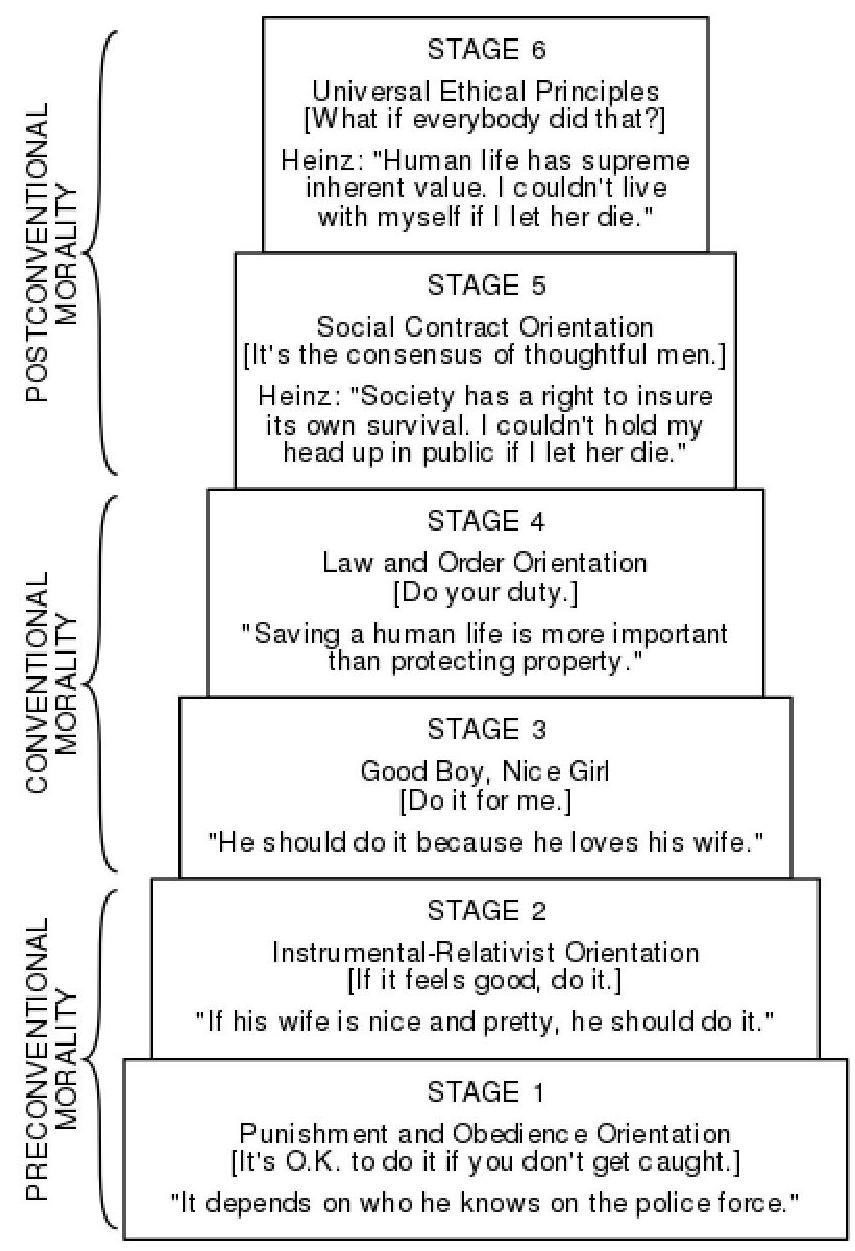 STAGE 6
Universal Ethical Principles
[What if everybody did that?]
Heinz: "Human life has supreme
inherent value. I couldn't live
with myself if I let her die."
POSTCONVENTIONAL
MORALITY
STAGE 5
Social Contract Orientation
[It's the consensus of thoughtful men.]
Heinz: "Society has a right to insure
its own survival. I couldn't hold my
head up in public if I let her die."
STAGE 4
Law and Order Orientation
[Do your duty.]
"Saving a human life is more important
than protecting property."
CONVENTIONAL
MORALITY
STAGE 3
Good Boy, Nice Girl
[Do it for me.]
"He should do it because he loves his wife."
STAGE 2
Instrumental-Relativist Orientation
[If it feels good, do it.]
"If his wife is nice and pretty, he should do it."
PRECONVENTIONAL
MORALITY
STAGE 1
Punishment and Obedience Orientation
[It's O.K. to do it if you don't get caught.]
"It depends on who he knows on the police force."